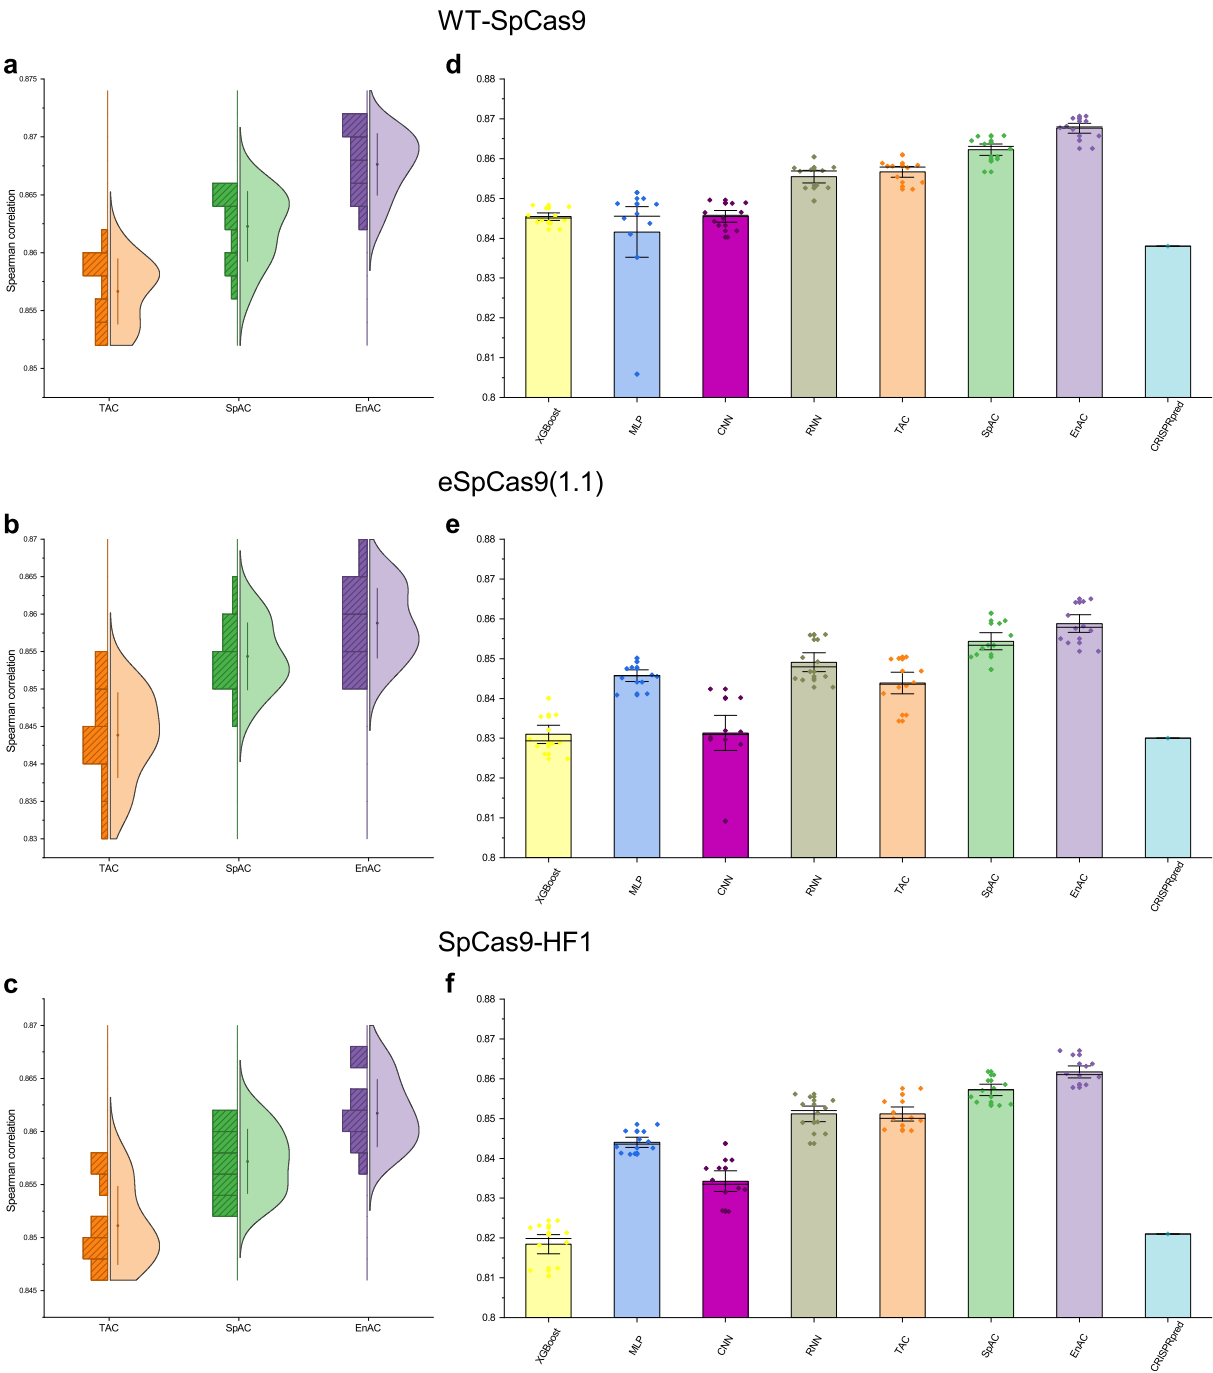 WT-SpCas9
a
0.875
0.87
0.865
0.86
0.855
0.85
Spearman correlation
TAC
SpAC
EnAC
d
0.88
0.87
0.86
0.85
0.84
0.83
0.82
0.81
0.8
XGBoost
MLP
CNN
RNN
TAC
SpAC
EnAC
CRISPRpred
eSpCas9(1.1)
b
0.87
0.865
0.86
0.855
0.85
0.845
0.84
0.835
0.83
Spearman correlation
TAC
SpAC
EnAC
e
0.88
0.87
0.86
0.85
0.84
0.83
0.82
0.81
0.8
XGBoost
MLP
CNN
RNN
TAC
SpAC
EnAC
CRISPRpred
SpCas9-HF1
c
0.87
0.865
0.86
0.855
0.85
0.845
Spearman correlation
TAC
SpAC
EnAC
f
0.88
0.87
0.86
0.85
0.84
0.83
0.82
0.81
0.8
XGBoost
MLP
CNN
RNN
TAC
SpAC
EnAC
CRISPRpred